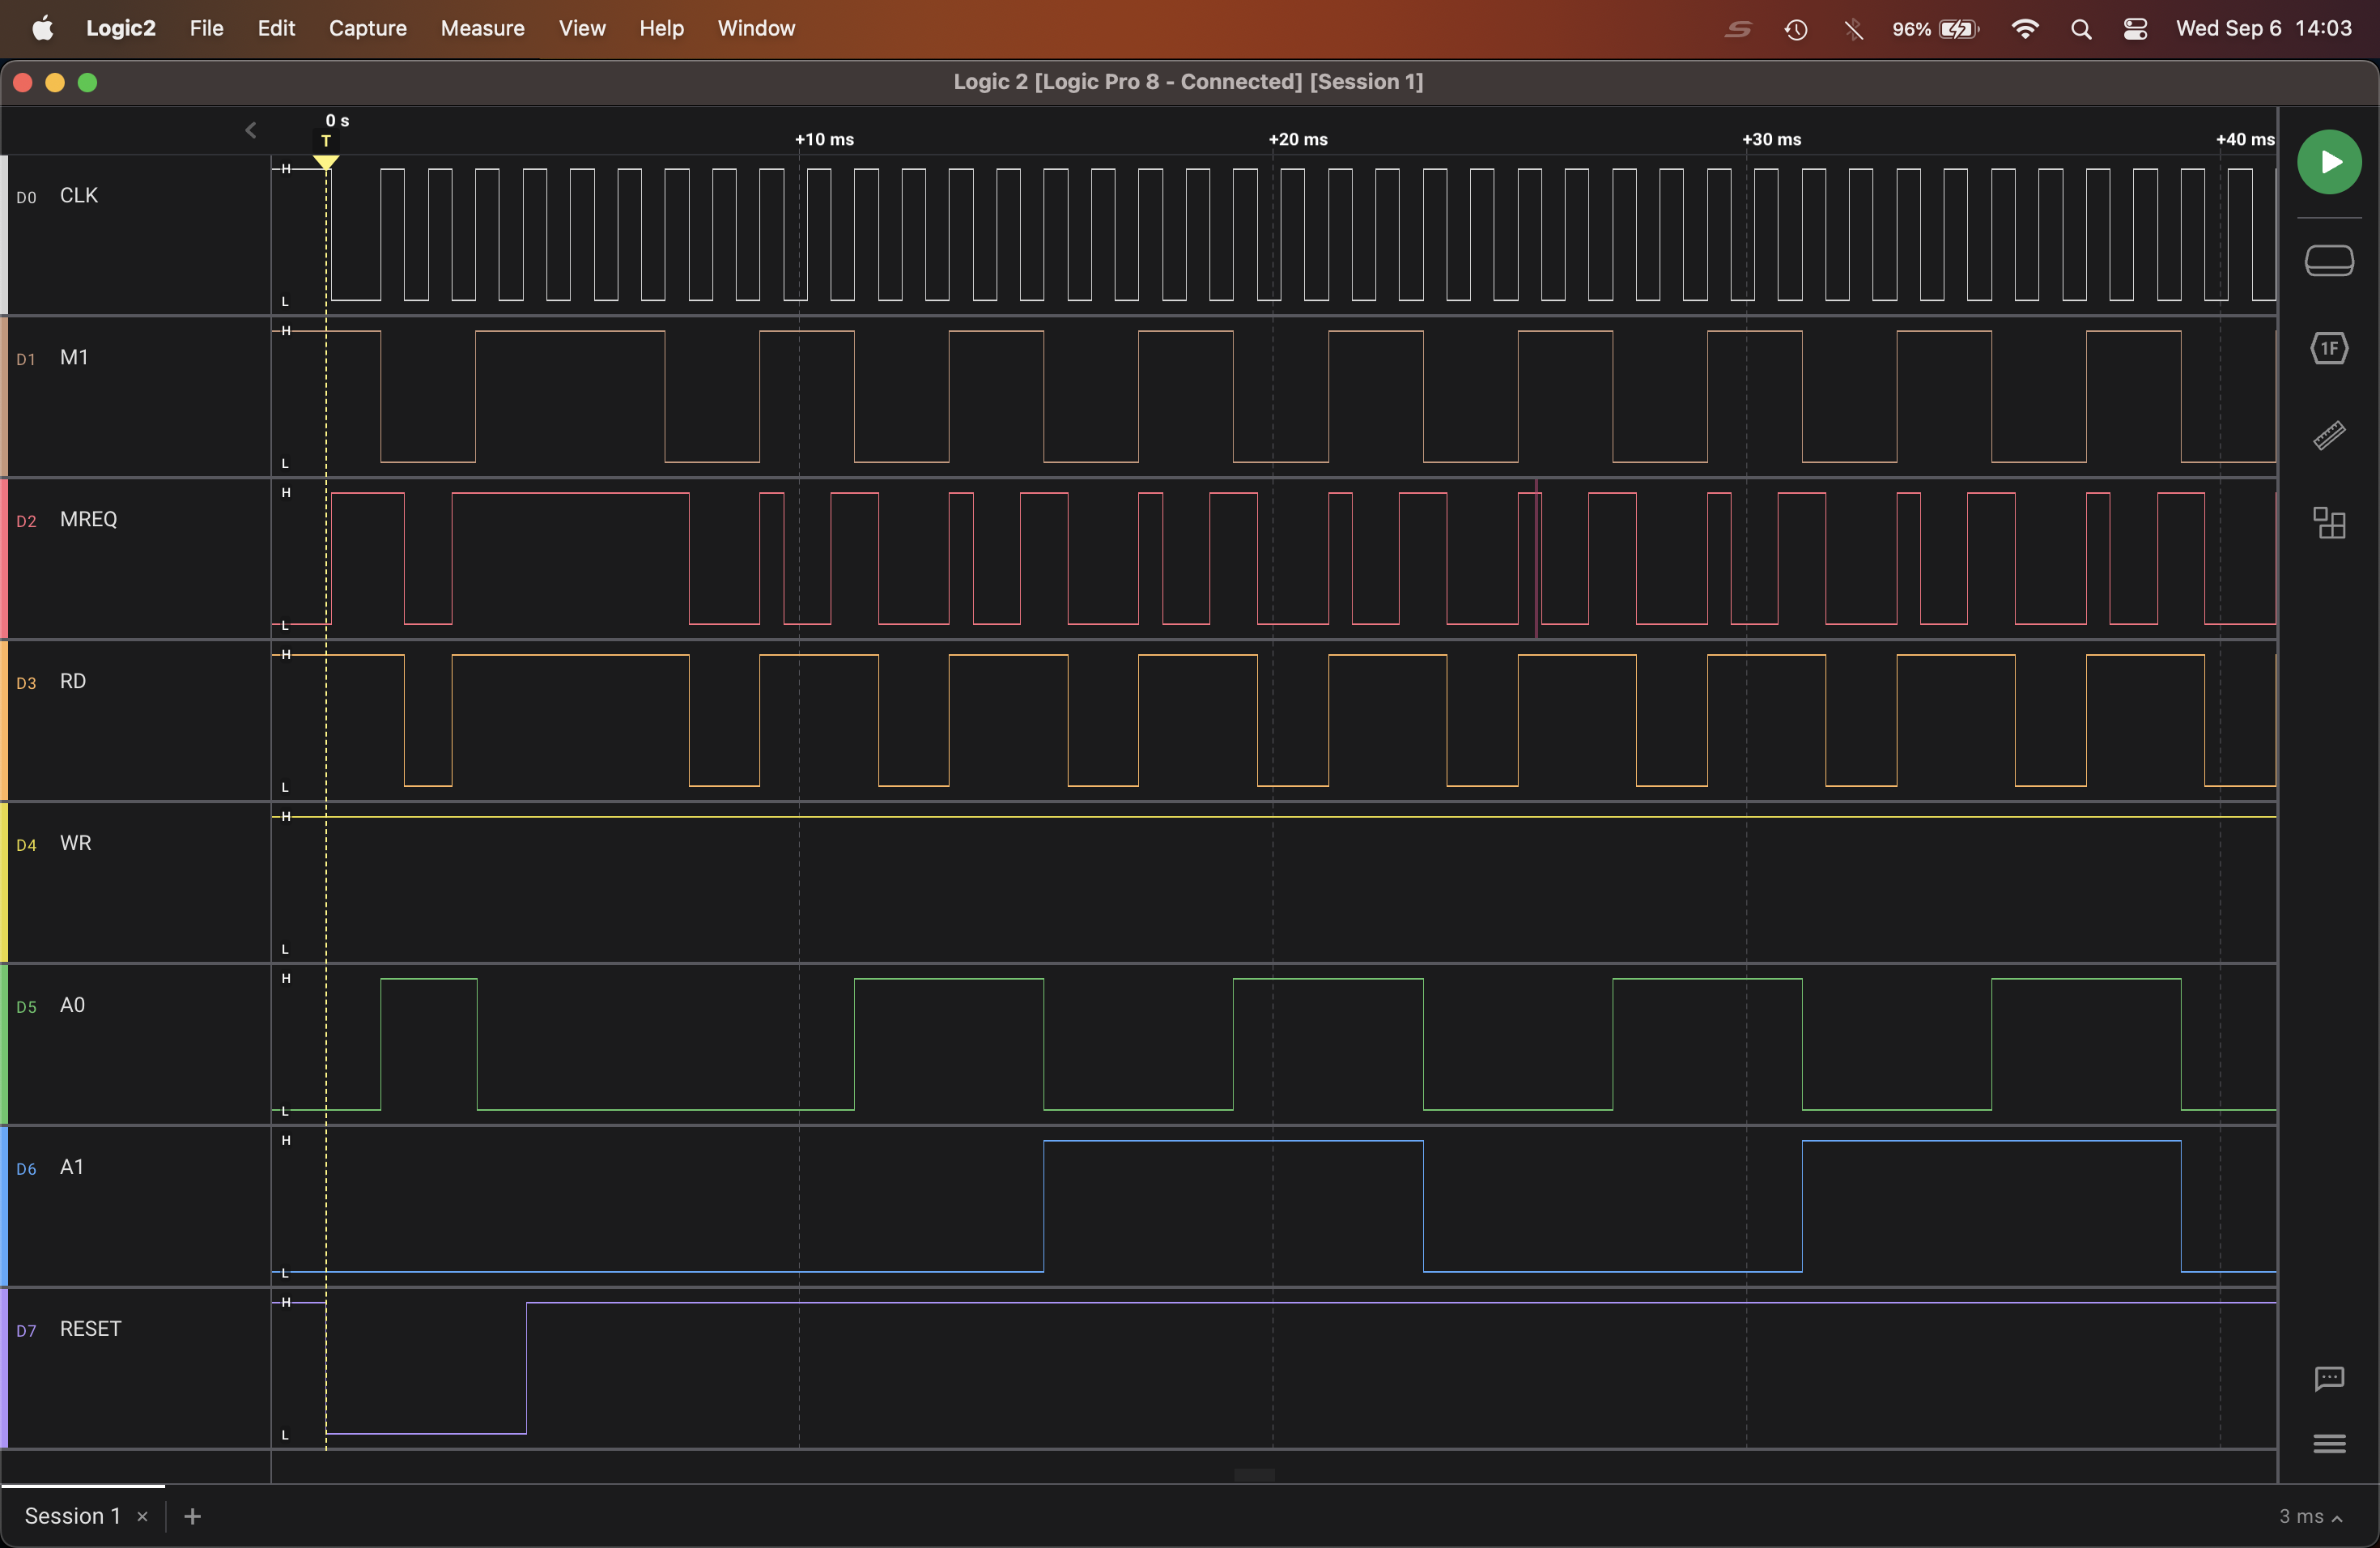 Logic2 File Edit Capture Measure View Help Window 96% Wed Sep 6 14:03
Logic 2 [Logic Pro 8 - Connected] [Session 1]
0 s
T
+10 ms +20 ms +30 ms +40 ms
H
D0 CLK
L
H
D1 M1
L
H
D2 MREQ
L
H
D3 RD
L
H
D4 WR
L
H
D5 A0
L
H
D6 A1
L
H
D7 RESET
L
1F
Session 1 × +
3 ms